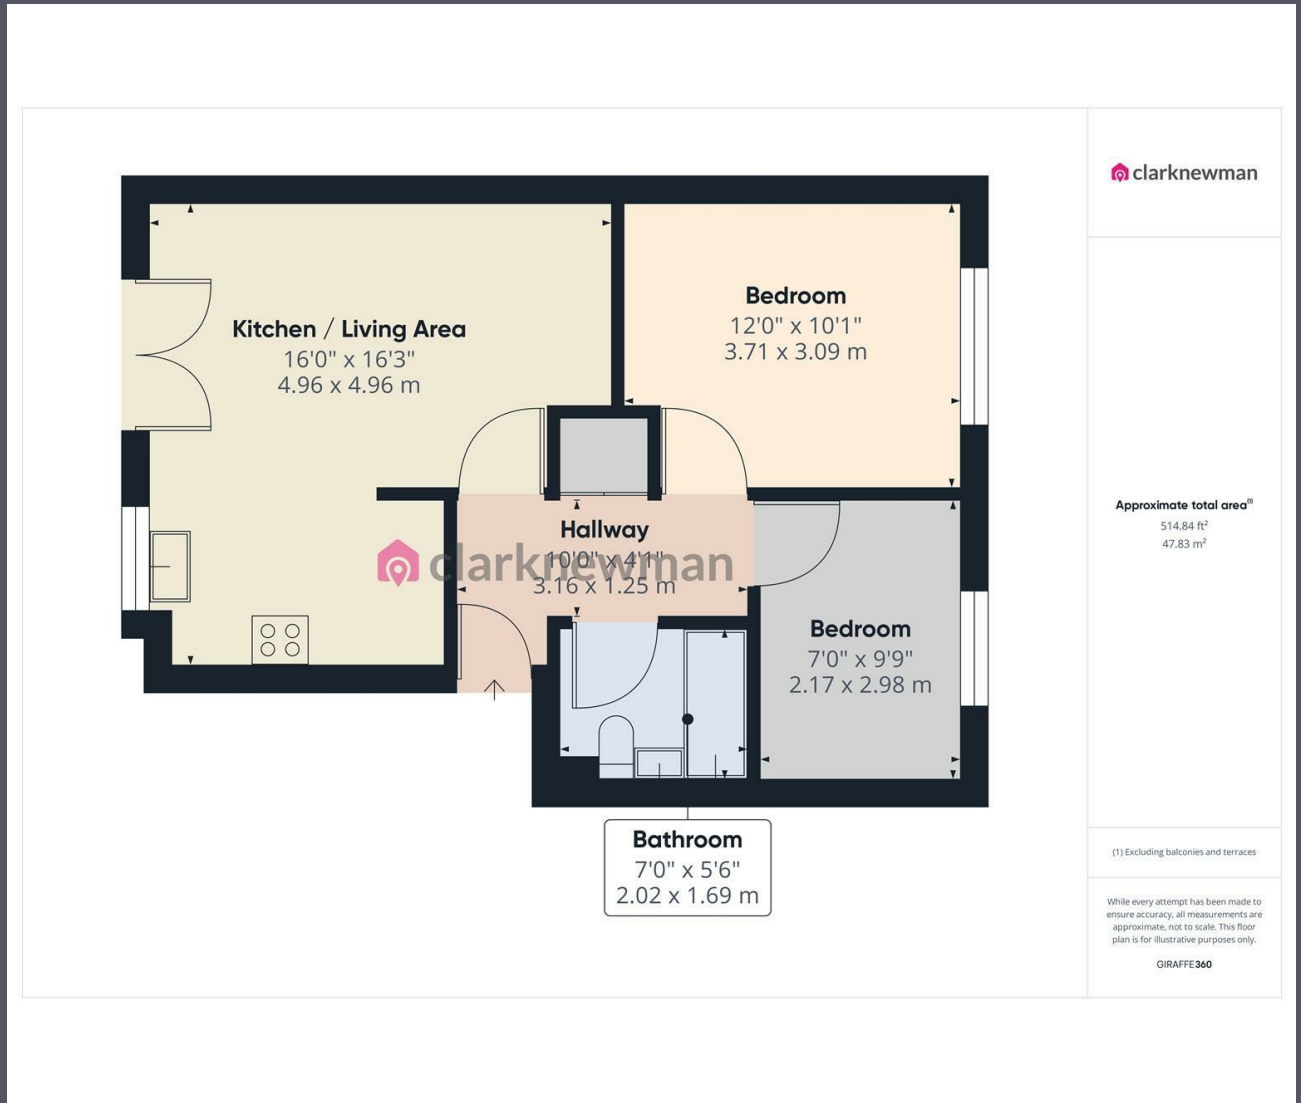 clarknewman
Kitchen / Living Area
16'0" x 16'3"
4.96 x 4.96 m
Bedroom
12'0" x 10'1"
3.71 x 3.09 m
Hallway
10'0" x 4'1"
3.16 x 1.25 m
clarknewman
Bedroom
7'0" x 9'9"
2.17 x 2.98 m
Bathroom
7'0" x 5'6"
2.02 x 1.69 m
Approximate total area⁽¹⁾
514.84 ft²
47.83 m²
(1) Excluding balconies and terraces
While every attempt has been made to
ensure accuracy, all measurements are
approximate, not to scale. This floor
plan is for illustrative purposes only.
GIRAFFE360